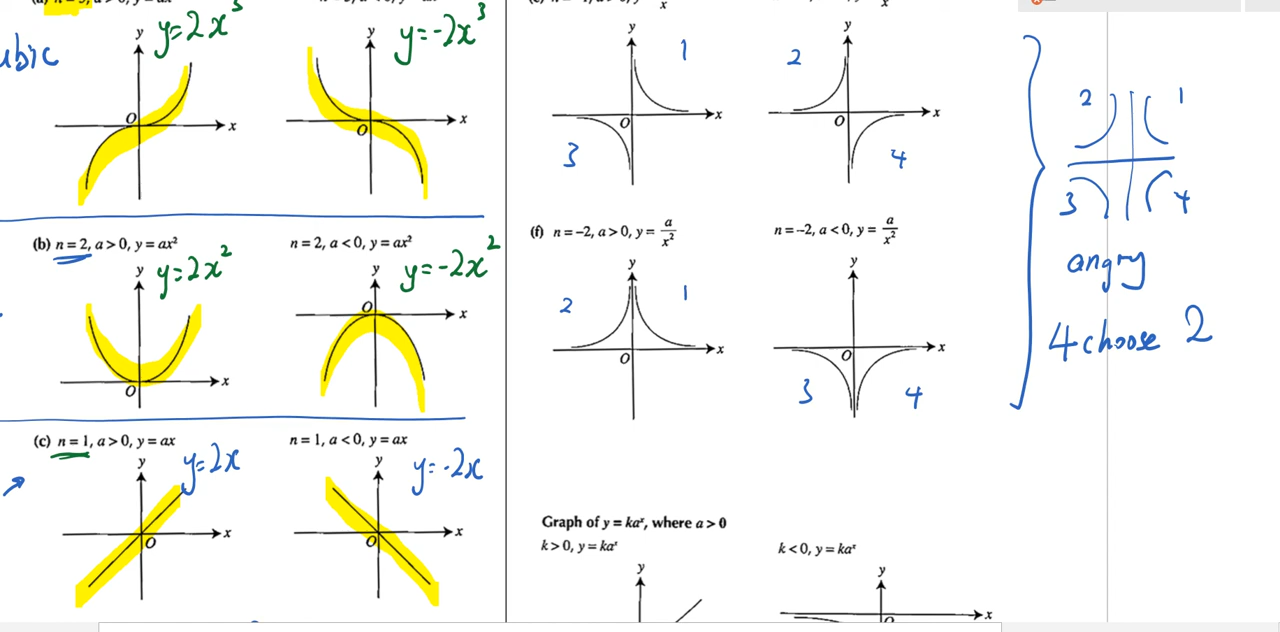 y=2x³
y=-2x³
ubic
y
x
O
y
x
O
(b) n = 2, a > 0, y = ax²
n = 2, a < 0, y = ax²
y=2x²
y=-2x²
y
x
O
y
x
O
(c) n = 1, a > 0, y = ax
n = 1, a < 0, y = ax
y=2x
y=-2x
y
x
O
y
x
O
y
1
x
O
3
y
2
x
O
4
(f) n = −2, a > 0, y = a/x²
n = −2, a < 0, y = a/x²
y
2
1
x
O
y
x
O
3
4
Graph of y = kaˣ, where a > 0
k > 0, y = kaˣ
k < 0, y = kaˣ
y
y
x
O
2
1
3
4
angry
4 choose 2